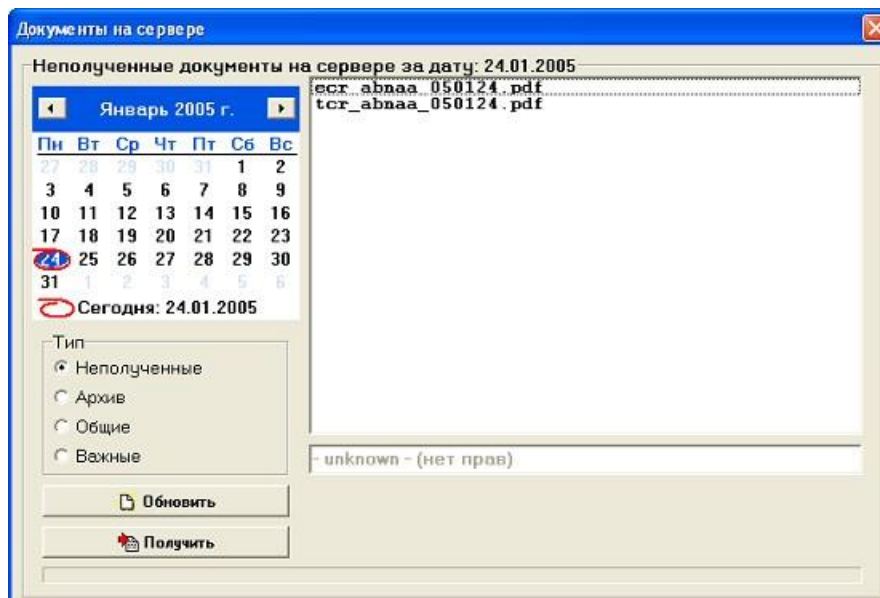 Документы на сервере
Неполученные документы на сервере за дату: 24.01.2005
Январь 2005 г.
Пн Вт Ср Чт Пт Сб Вс
27 28 29 30 31 1 2
3 4 5 6 7 8 9
10 11 12 13 14 15 16
17 18 19 20 21 22 23
24 25 26 27 28 29 30
31 1 2 3 4 5 6
Сегодня: 24.01.2005
ecr_abnaa_050124.pdf
tcr_abnaa_050124.pdf
Тип
Неполученные
Архив
Общие
Важные
- unknown - (нет прав)
Обновить
Получить